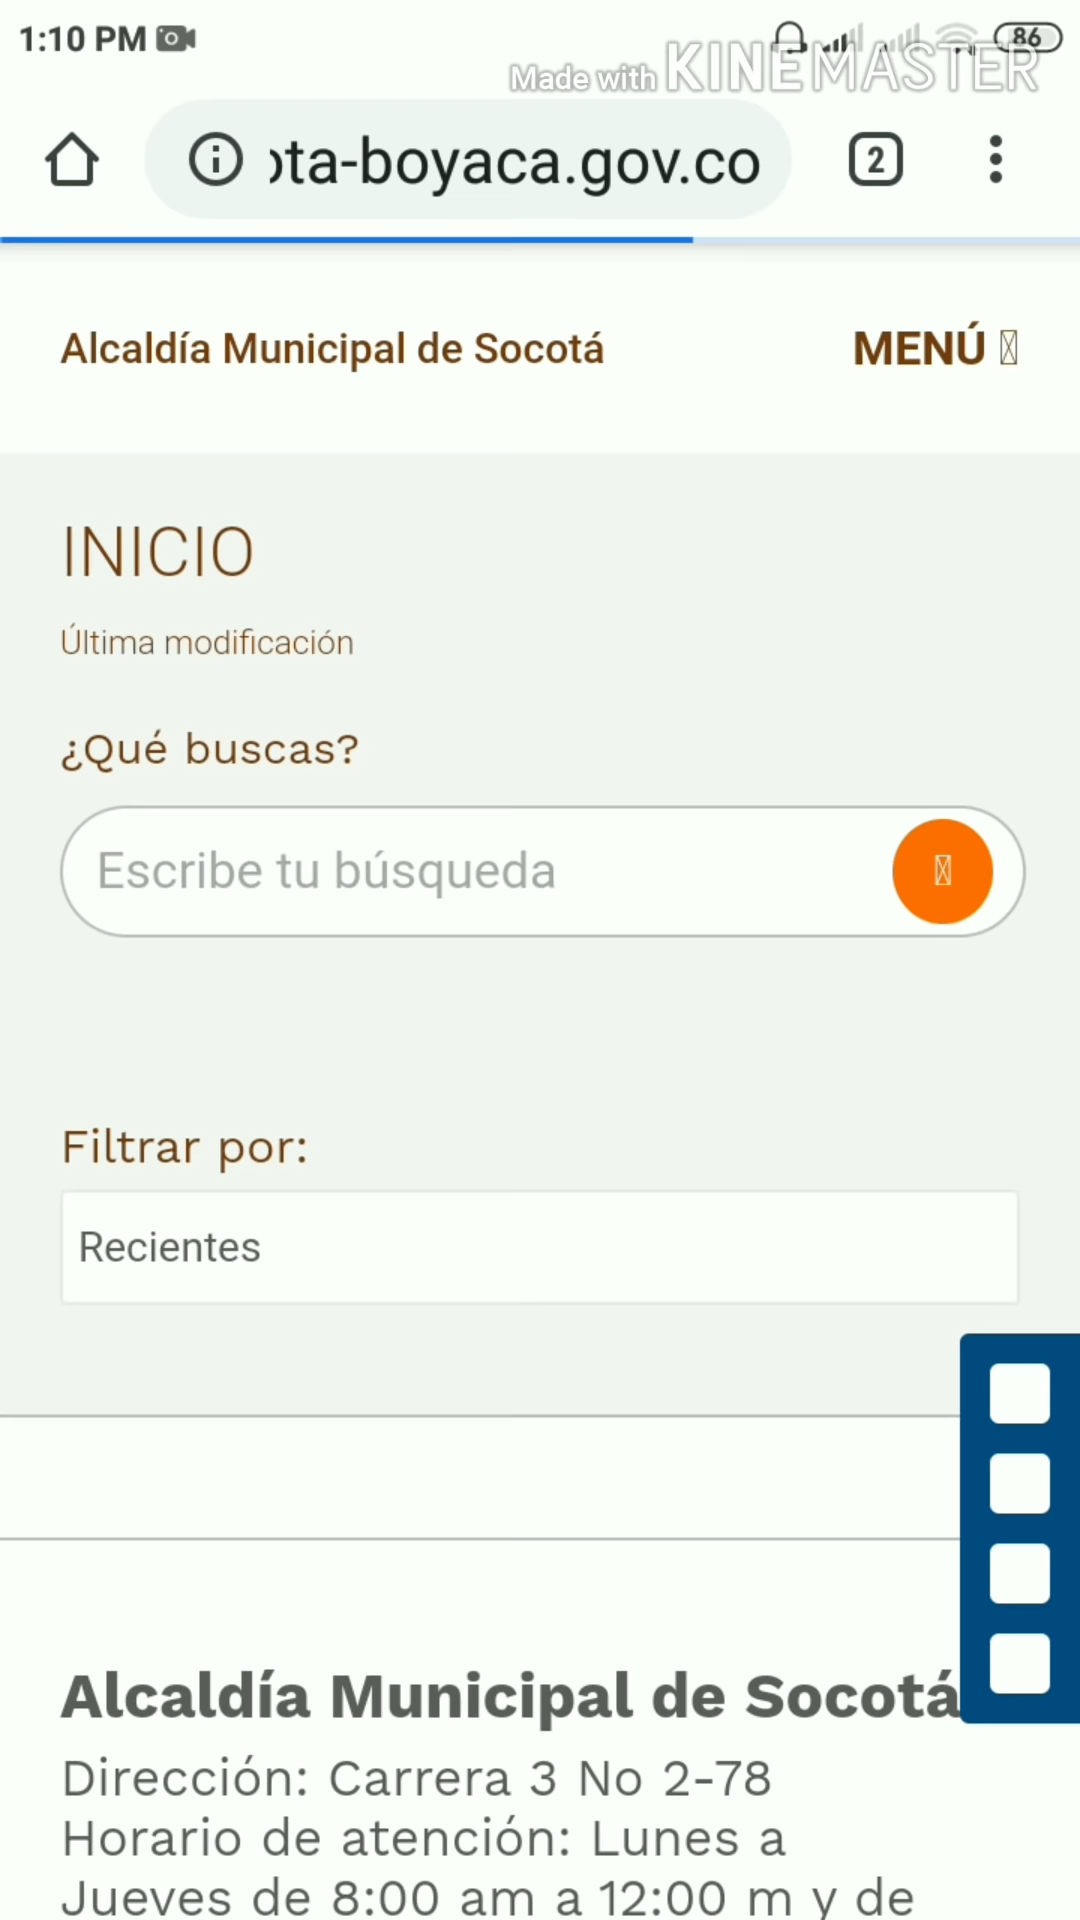 1:10 PM
86
Made with KINEMASTER
ota-boyaca.gov.co
2
Alcaldía Municipal de Socotá
MENÚ
INICIO
Última modificación
¿Qué buscas?
Escribe tu búsqueda
Filtrar por:
Recientes
Alcaldía Municipal de Socotá
Dirección: Carrera 3 No 2-78
Horario de atención: Lunes a
Jueves de 8:00 am a 12:00 m y de